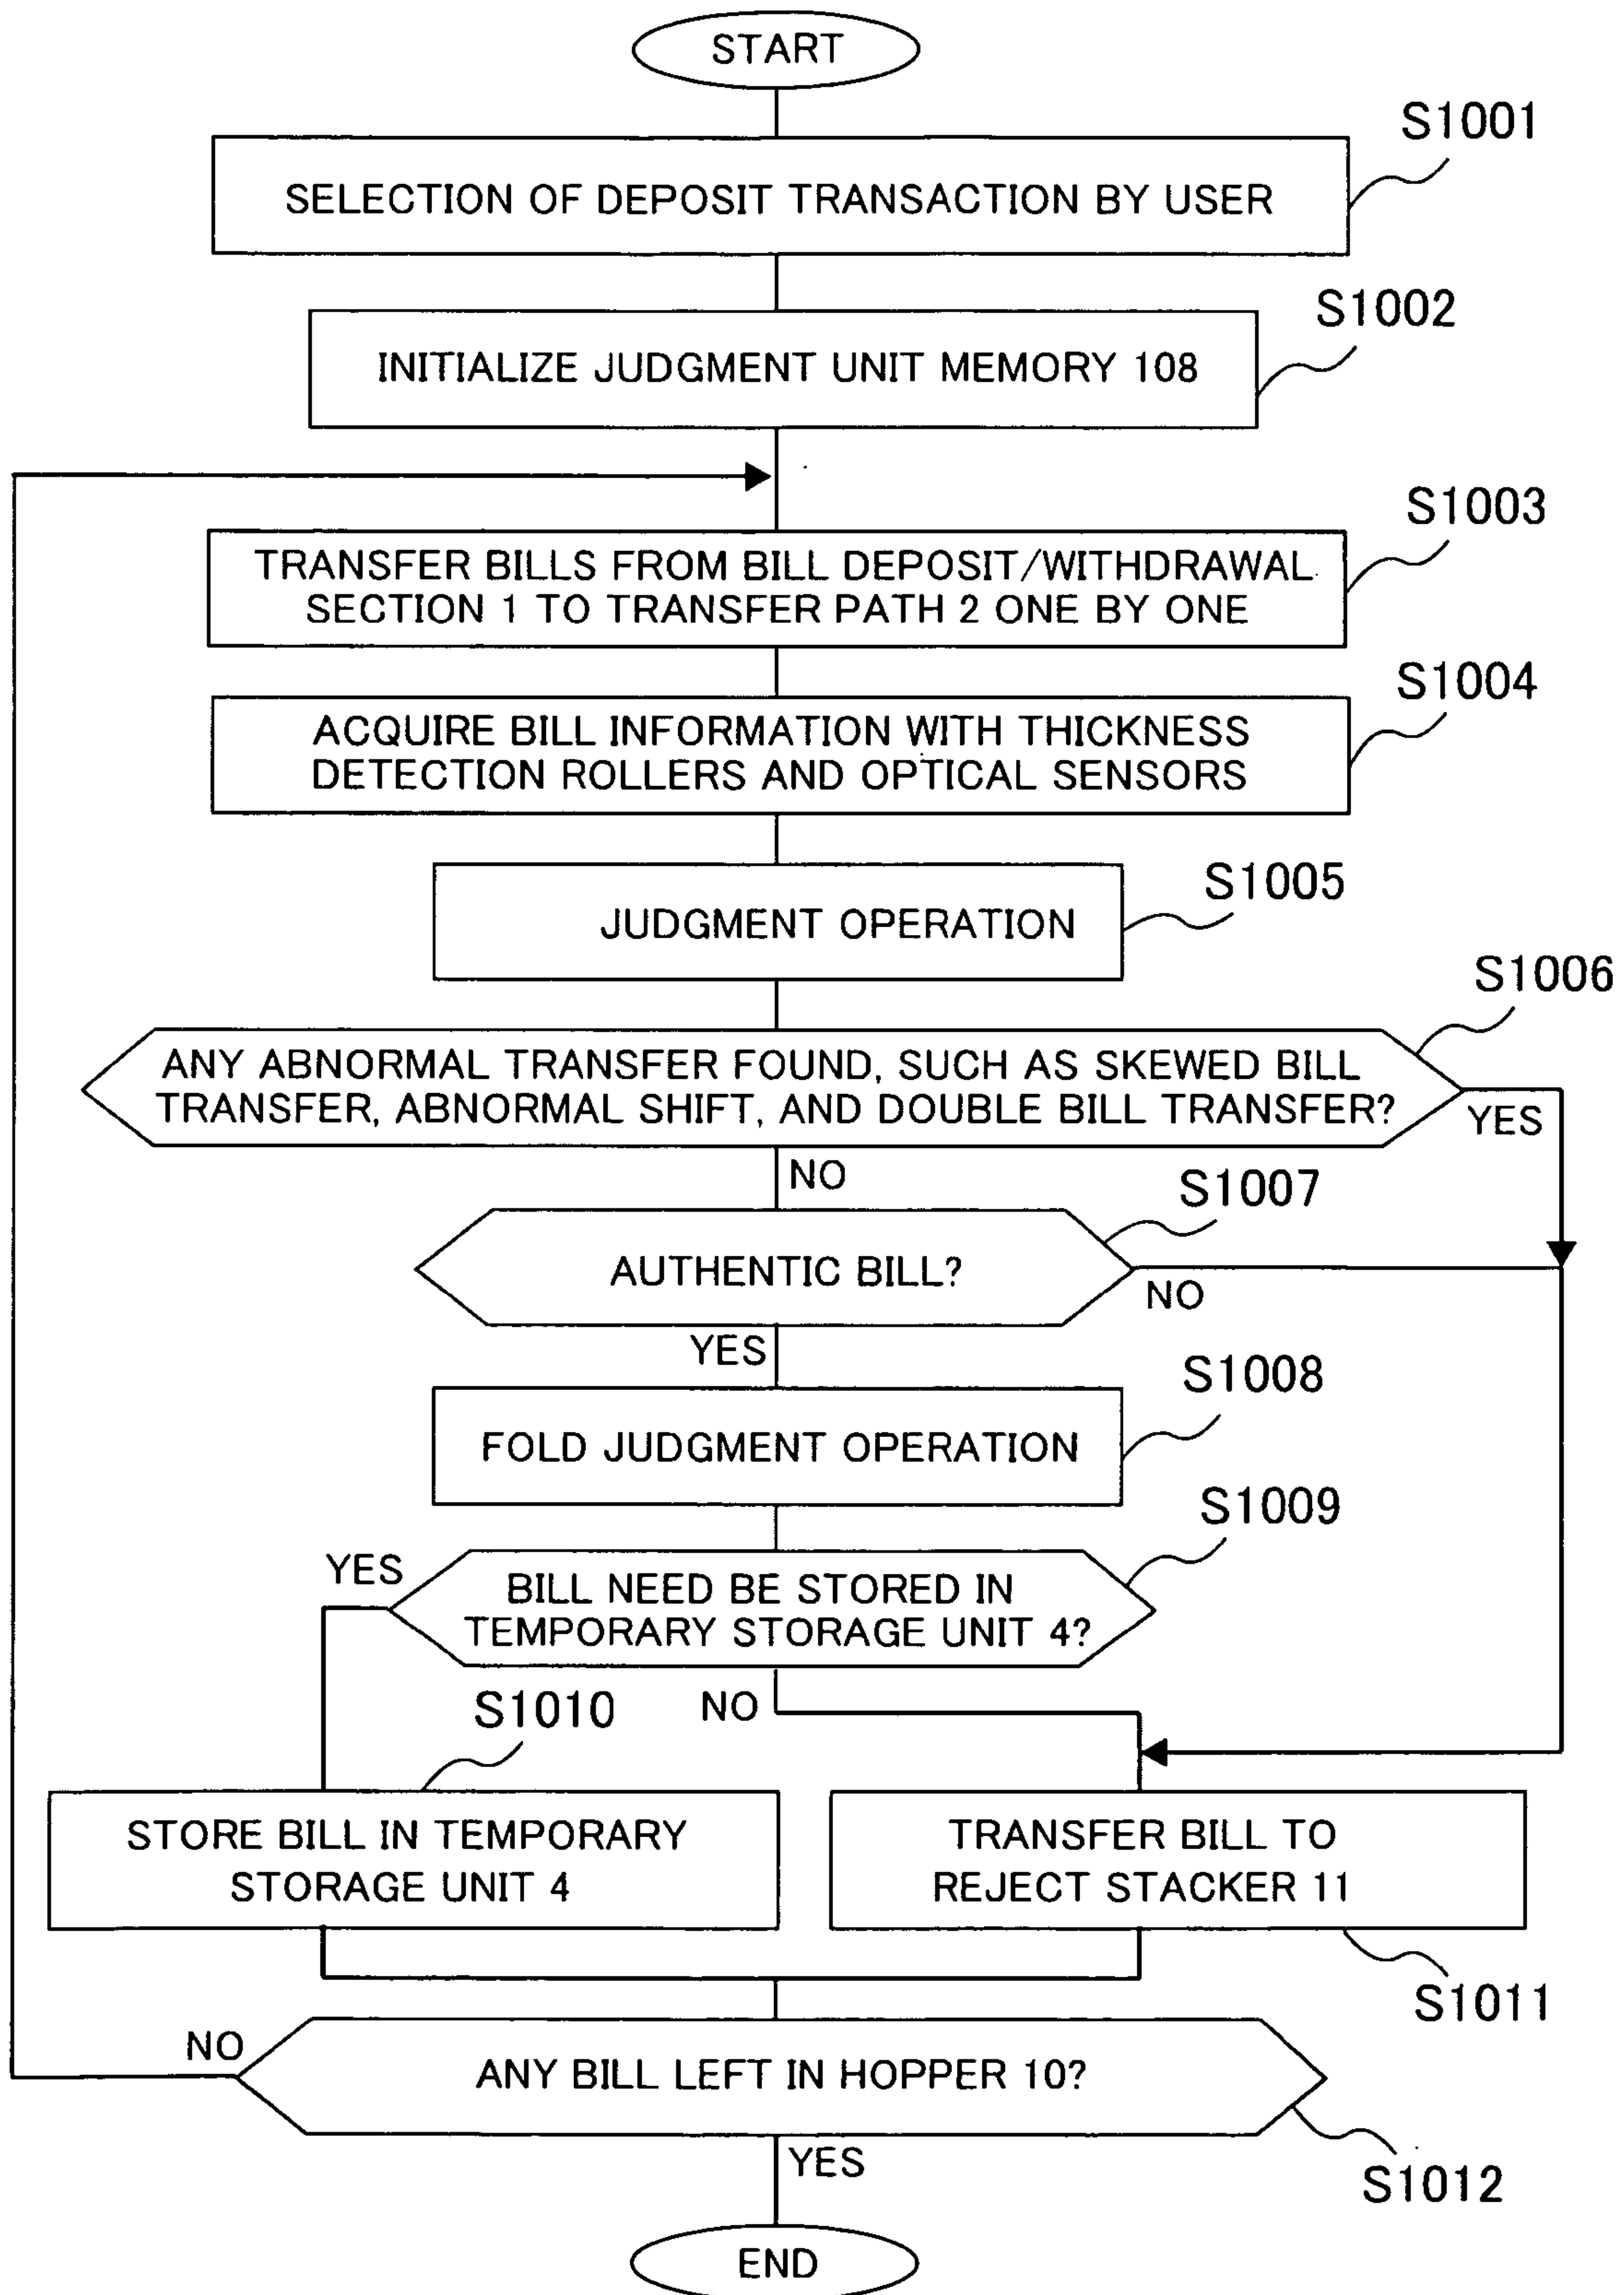 START
S1001
SELECTION OF DEPOSIT TRANSACTION BY USER
S1002
INITIALIZE JUDGMENT UNIT MEMORY 108
S1003
TRANSFER BILLS FROM BILL DEPOSIT/WITHDRAWAL
SECTION 1 TO TRANSFER PATH 2 ONE BY ONE
S1004
ACQUIRE BILL INFORMATION WITH THICKNESS
DETECTION ROLLERS AND OPTICAL SENSORS
S1005
JUDGMENT OPERATION
S1006
ANY ABNORMAL TRANSFER FOUND, SUCH AS SKEWED BILL
TRANSFER, ABNORMAL SHIFT, AND DOUBLE BILL TRANSFER?
YES
NO
S1007
AUTHENTIC BILL?
NO
YES
S1008
FOLD JUDGMENT OPERATION
S1009
YES
BILL NEED BE STORED IN
TEMPORARY STORAGE UNIT 4?
S1010
NO
STORE BILL IN TEMPORARY
STORAGE UNIT 4
TRANSFER BILL TO
REJECT STACKER 11
S1011
NO
ANY BILL LEFT IN HOPPER 10?
YES
S1012
END